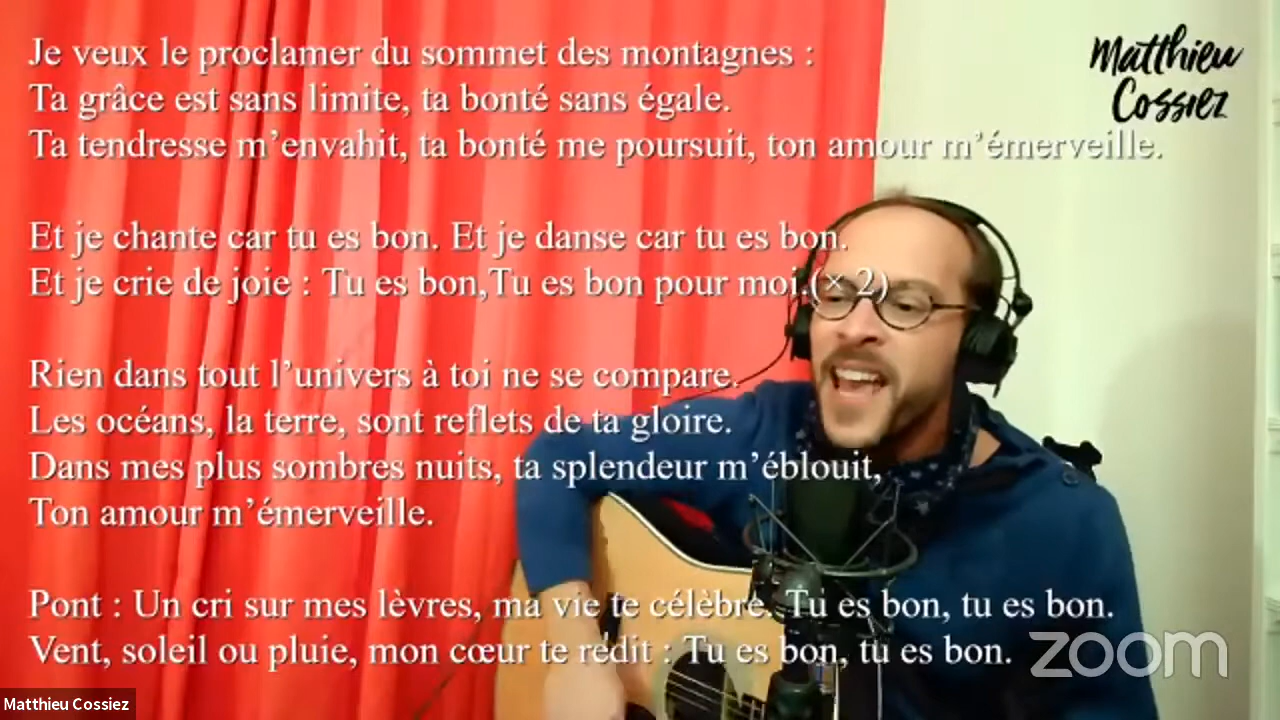 Je veux le proclamer du sommet des montagnes :
Ta grâce est sans limite, ta bonté sans égale.
Ta tendresse m’envahit, ta bonté me poursuit, ton amour m’émerveille.
Et je chante car tu es bon. Et je danse car tu es bon.
Et je crie de joie : Tu es bon,Tu es bon pour moi.(× 2)
Rien dans tout l’univers à toi ne se compare.
Les océans, la terre, sont reflets de ta gloire.
Dans mes plus sombres nuits, ta splendeur m’éblouit,
Ton amour m’émerveille.
Pont : Un cri sur mes lèvres, ma vie te célèbre. Tu es bon, tu es bon.
Vent, soleil ou pluie, mon cœur te redit : Tu es bon, tu es bon.
Matthieu
Cossiez
zoom
Matthieu Cossiez